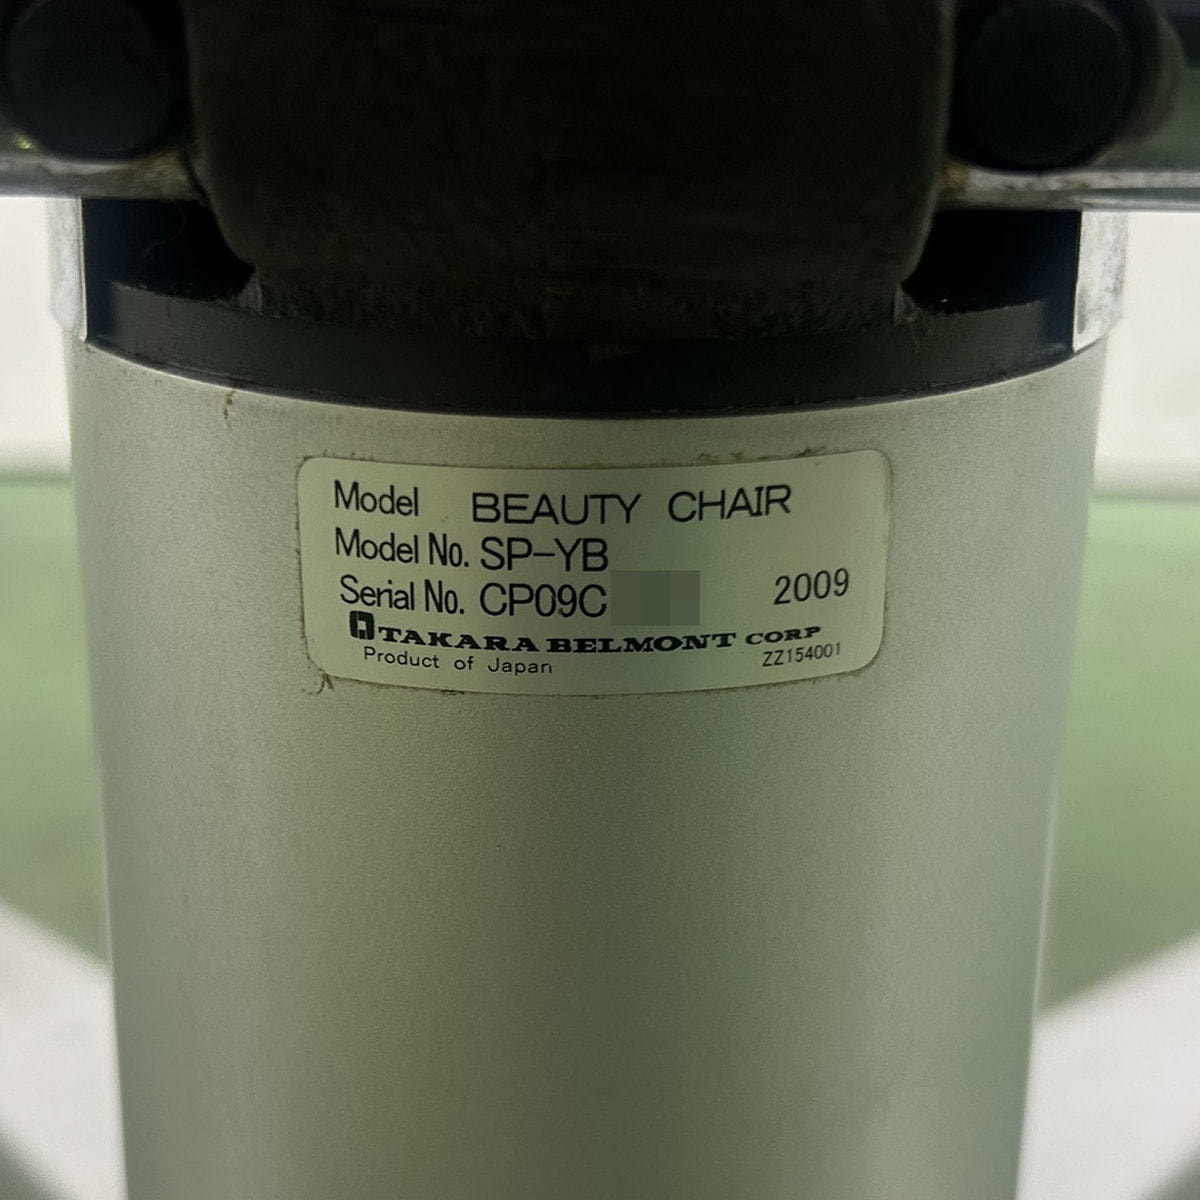 Model BEAUTY CHAIR
Model No. SP-YB
Serial No. CP09C 2009
TAKARA BELMONT CORP
Product of Japan ZZ154001